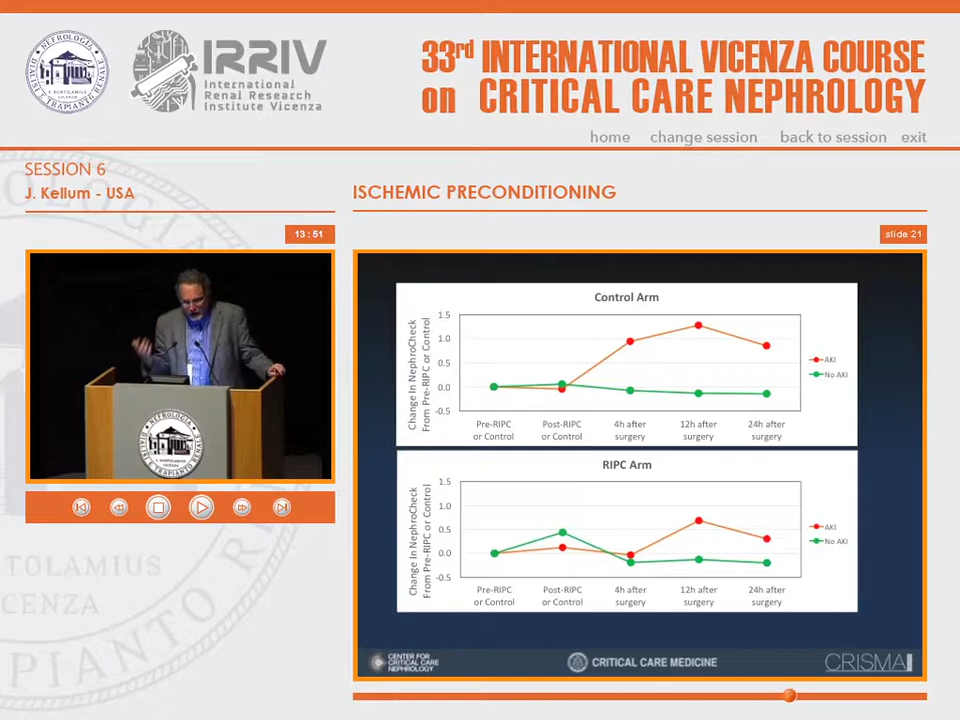 NEFROLOGIA
DIALISI E TRAPIANTO RENALE
S. BORTOLAMIUS
VICENZA
IRRIV
International
Renal Research
Institute Vicenza
33rd INTERNATIONAL VICENZA COURSE
on CRITICAL CARE NEPHROLOGY
home change session back to session exit
SESSION 6
J. Kellum - USA
ISCHEMIC PRECONDITIONING
13:51
slide 21
Control Arm
Change In NephroCheck
From Pre-RIPC or Control
1.5
1.0
0.5
0.0
-0.5
AKI
No AKI
Pre-RIPC
or Control
Post-RIPC
or Control
4h after
surgery
12h after
surgery
24h after
surgery
RIPC Arm
Change In NephroCheck
From Pre-RIPC or Control
1.5
1.0
0.5
0.0
-0.5
AKI
No AKI
Pre-RIPC
or Control
Post-RIPC
or Control
4h after
surgery
12h after
surgery
24h after
surgery
CENTER FOR
CRITICAL CARE
NEPHROLOGY
CRITICAL CARE MEDICINE
CRISMA